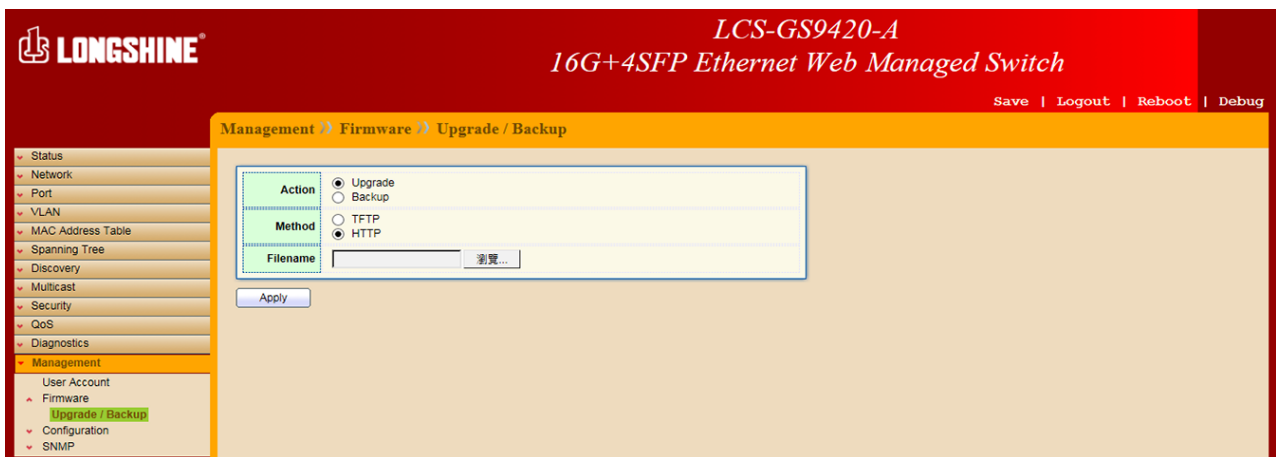 LONGSHINE®
LCS-GS9420-A
16G+4SFP Ethernet Web Managed Switch
Save | Logout | Reboot | Debug
Management » Firmware » Upgrade / Backup
Status
Network
Port
VLAN
MAC Address Table
Spanning Tree
Discovery
Multicast
Security
QoS
Diagnostics
Management
User Account
Firmware
Upgrade / Backup
Configuration
SNMP
Action
Upgrade
Backup
Method
TFTP
HTTP
Filename
瀏覽...
Apply